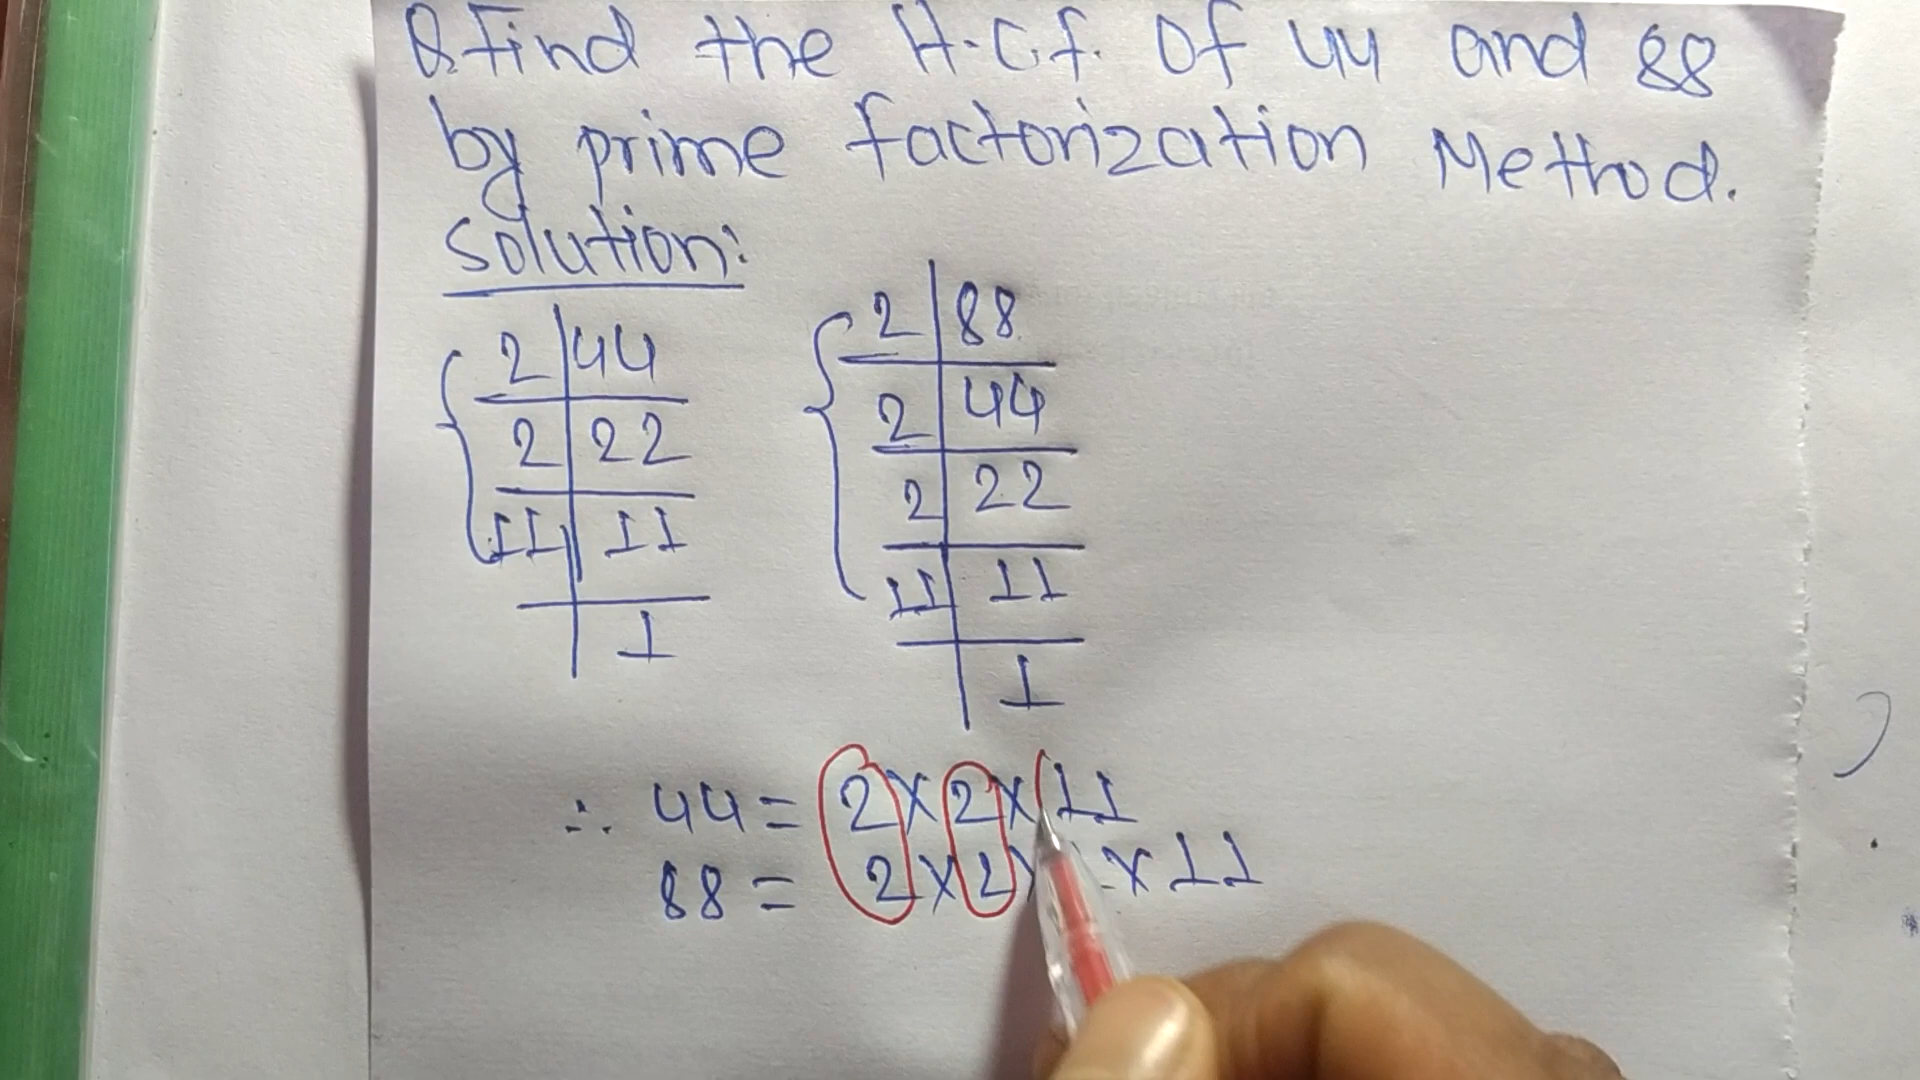 Q. Find the H.C.f. Of 44 and 88
by prime factorization Method.
Solution:
2 | 44
2 | 22
11 | 11
1
2 | 88
2 | 44
2 | 22
11 | 11
1
∴ 44 = 2×2×11
88 = 2×2× ×11